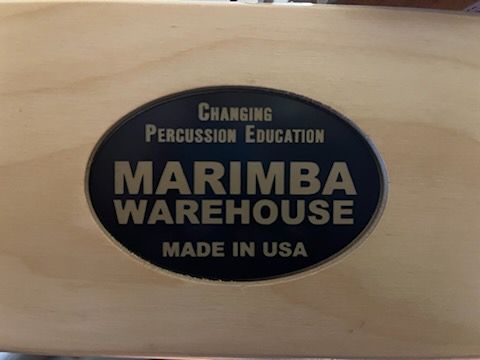 CHANGING
PERCUSSION EDUCATION
MARIMBA
WAREHOUSE
MADE IN USA